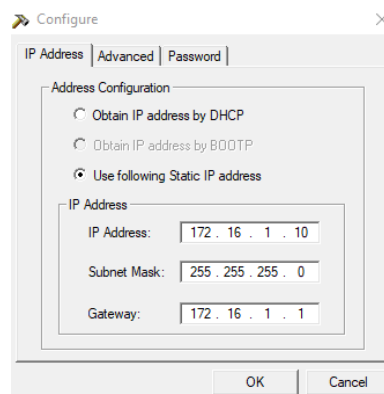 Configure
IP Address Advanced Password
Address Configuration
Obtain IP address by DHCP
Obtain IP address by BOOTP
Use following Static IP address
IP Address
IP Address: 172 . 16 . 1 . 10
Subnet Mask: 255 . 255 . 255 . 0
Gateway: 172 . 16 . 1 . 1
OK Cancel